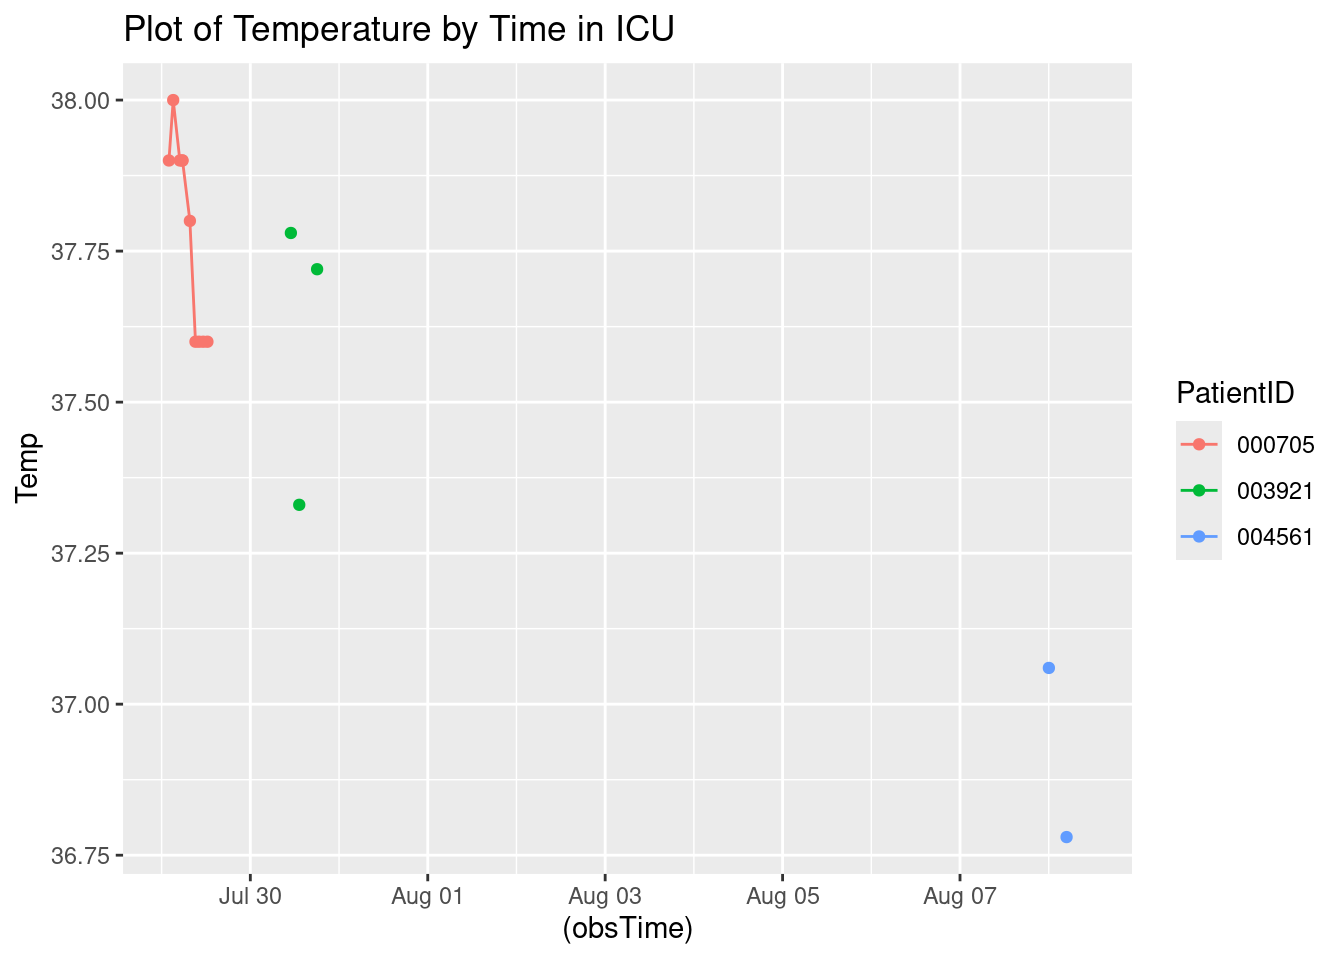 Plot of Temperature by Time in ICU
38.00
37.75
37.50
37.25
37.00
36.75
Temp
Jul 30 Aug 01 Aug 03 Aug 05 Aug 07
(obsTime)
PatientID
000705
003921
004561